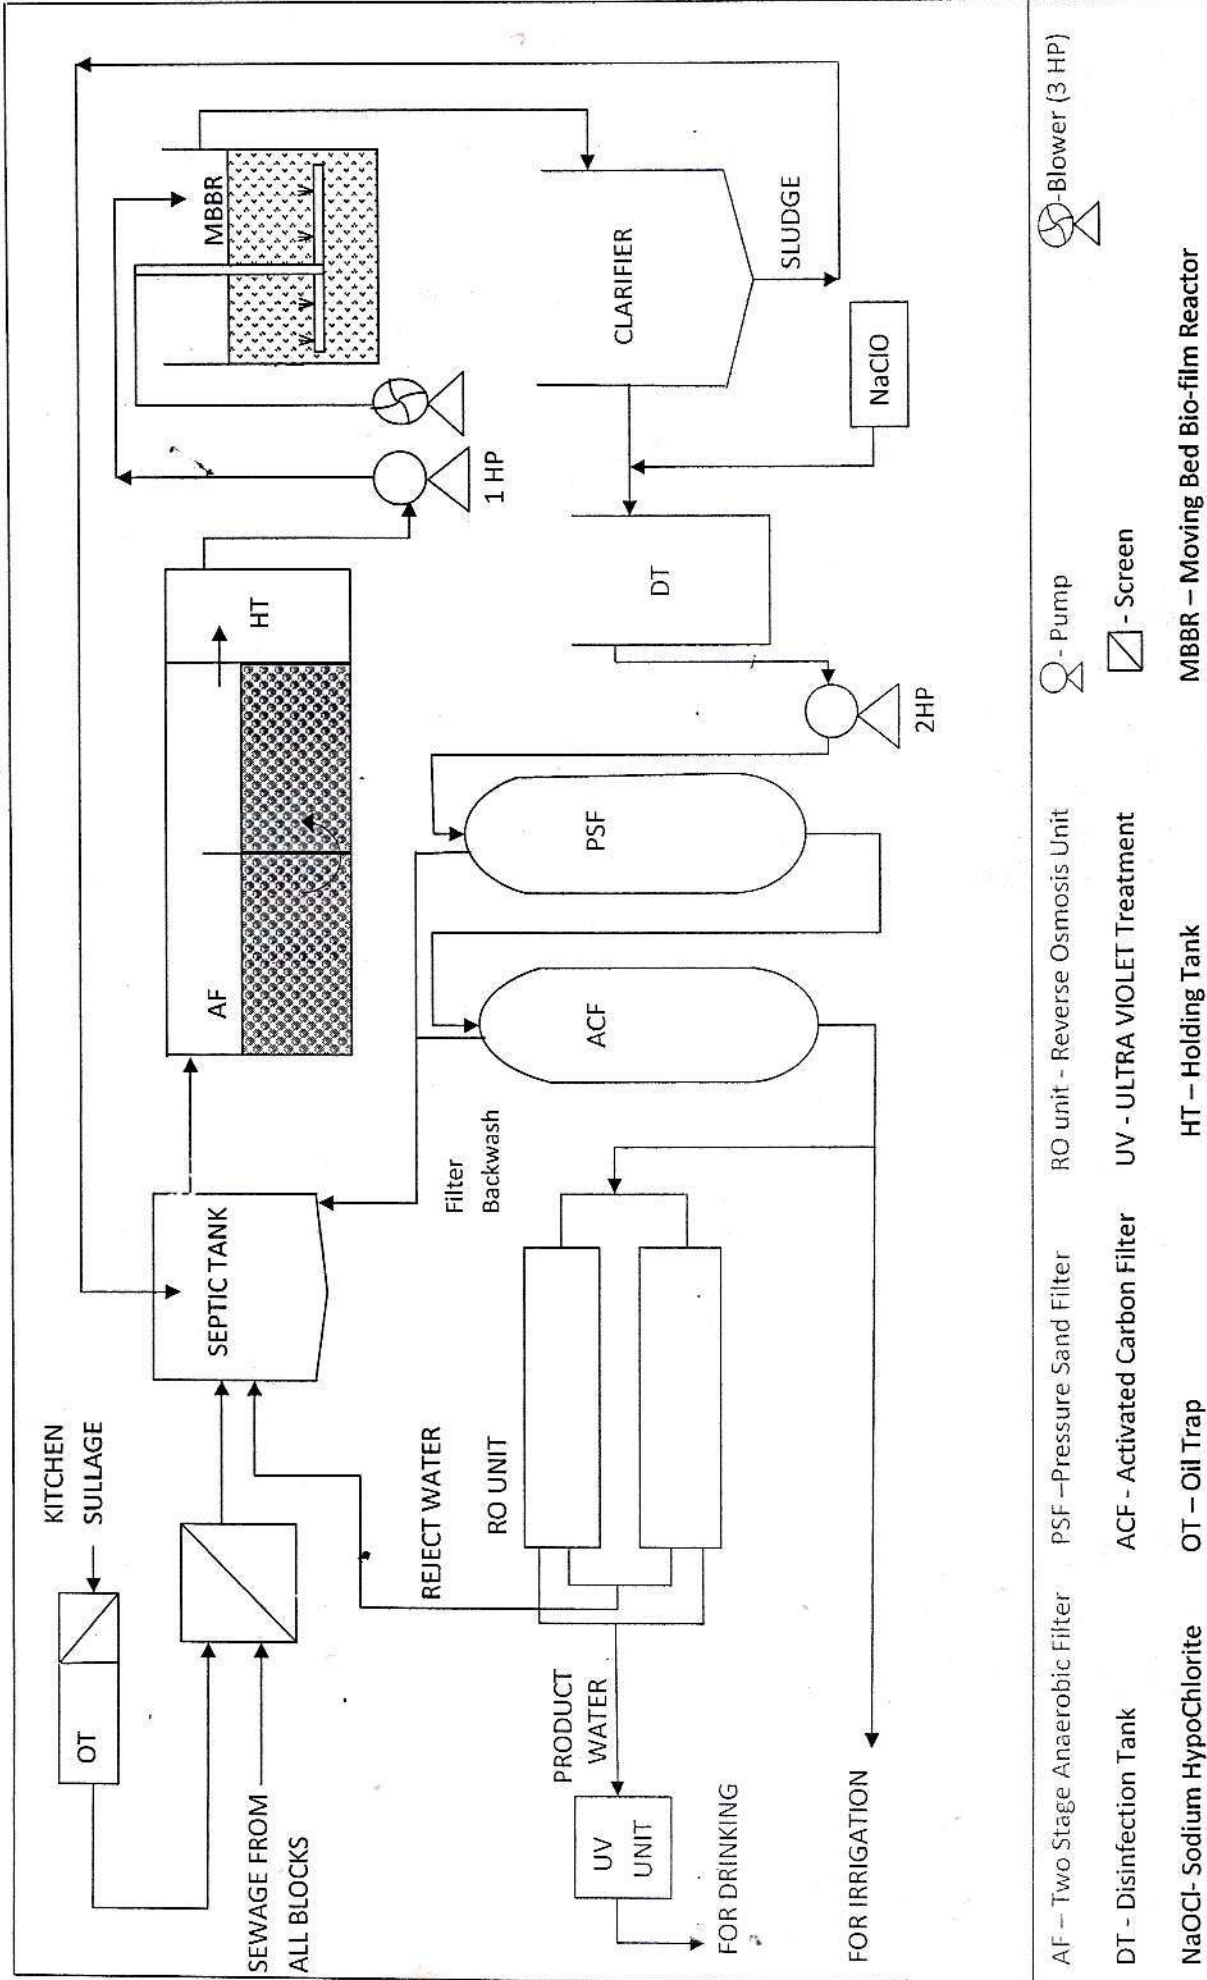 KITCHEN
SULLAGE
OT
SEWAGE FROM
ALL BLOCKS
SEPTIC TANK
AF
HT
1 HP
MBBR
REJECT WATER
Filter
Backwash
RO UNIT
PRODUCT
WATER
UV
UNIT
FOR DRINKING
FOR IRRIGATION
ACF
PSF
2HP
DT
CLARIFIER
SLUDGE
NaClO
AF – Two Stage Anaerobic Filter
PSF –Pressure Sand Filter
RO unit - Reverse Osmosis Unit
- Pump
-Blower (3 HP)
DT - Disinfection Tank
ACF - Activated Carbon Filter
UV - ULTRA VIOLET Treatment
- Screen
NaOCl- Sodium HypoChlorite
OT – Oil Trap
HT – Holding Tank
MBBR – Moving Bed Bio-film Reactor